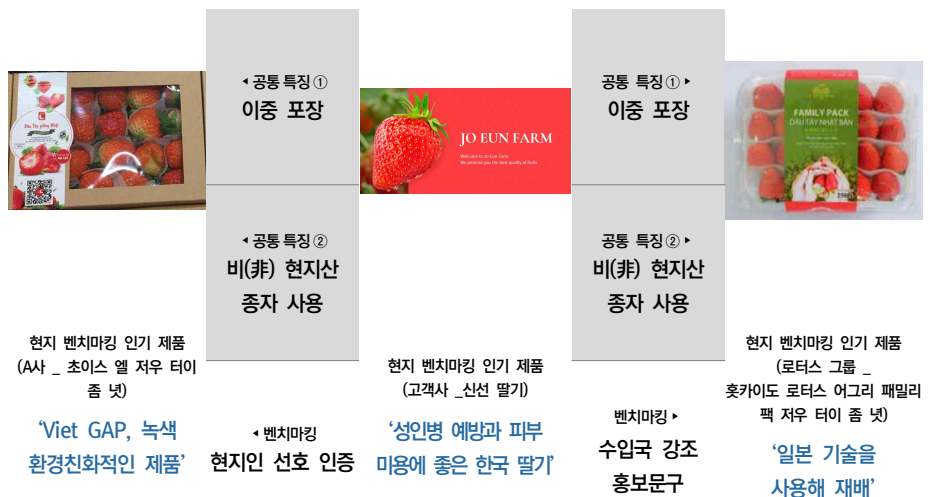 ◂ 공통 특징 ①
이중 포장
공통 특징 ① ▸
이중 포장
Dâu Tây giống Nhật
JO EUN FARM
Welcome to Jo Eun Farm.
We promise you the best quality of fruits.
FAMILY PACK
DÂU TÂY NHẬT BẢN
◂ 공통 특징 ②
비(非) 현지산
종자 사용
공통 특징 ② ▸
비(非) 현지산
종자 사용
현지 벤치마킹 인기 제품
(A사 _ 초이스 엘 저우 터이
좀 넛)
‘Viet GAP, 녹색
환경친화적인 제품’
◂ 벤치마킹
현지인 선호 인증
현지 벤치마킹 인기 제품
(고객사 _신선 딸기)
‘성인병 예방과 피부
미용에 좋은 한국 딸기’
벤치마킹 ▸
수입국 강조
홍보문구
현지 벤치마킹 인기 제품
(로터스 그룹 _
홋카이도 로터스 어그리 패밀리
팩 저우 터이 좀 넛)
‘일본 기술을
사용해 재배’